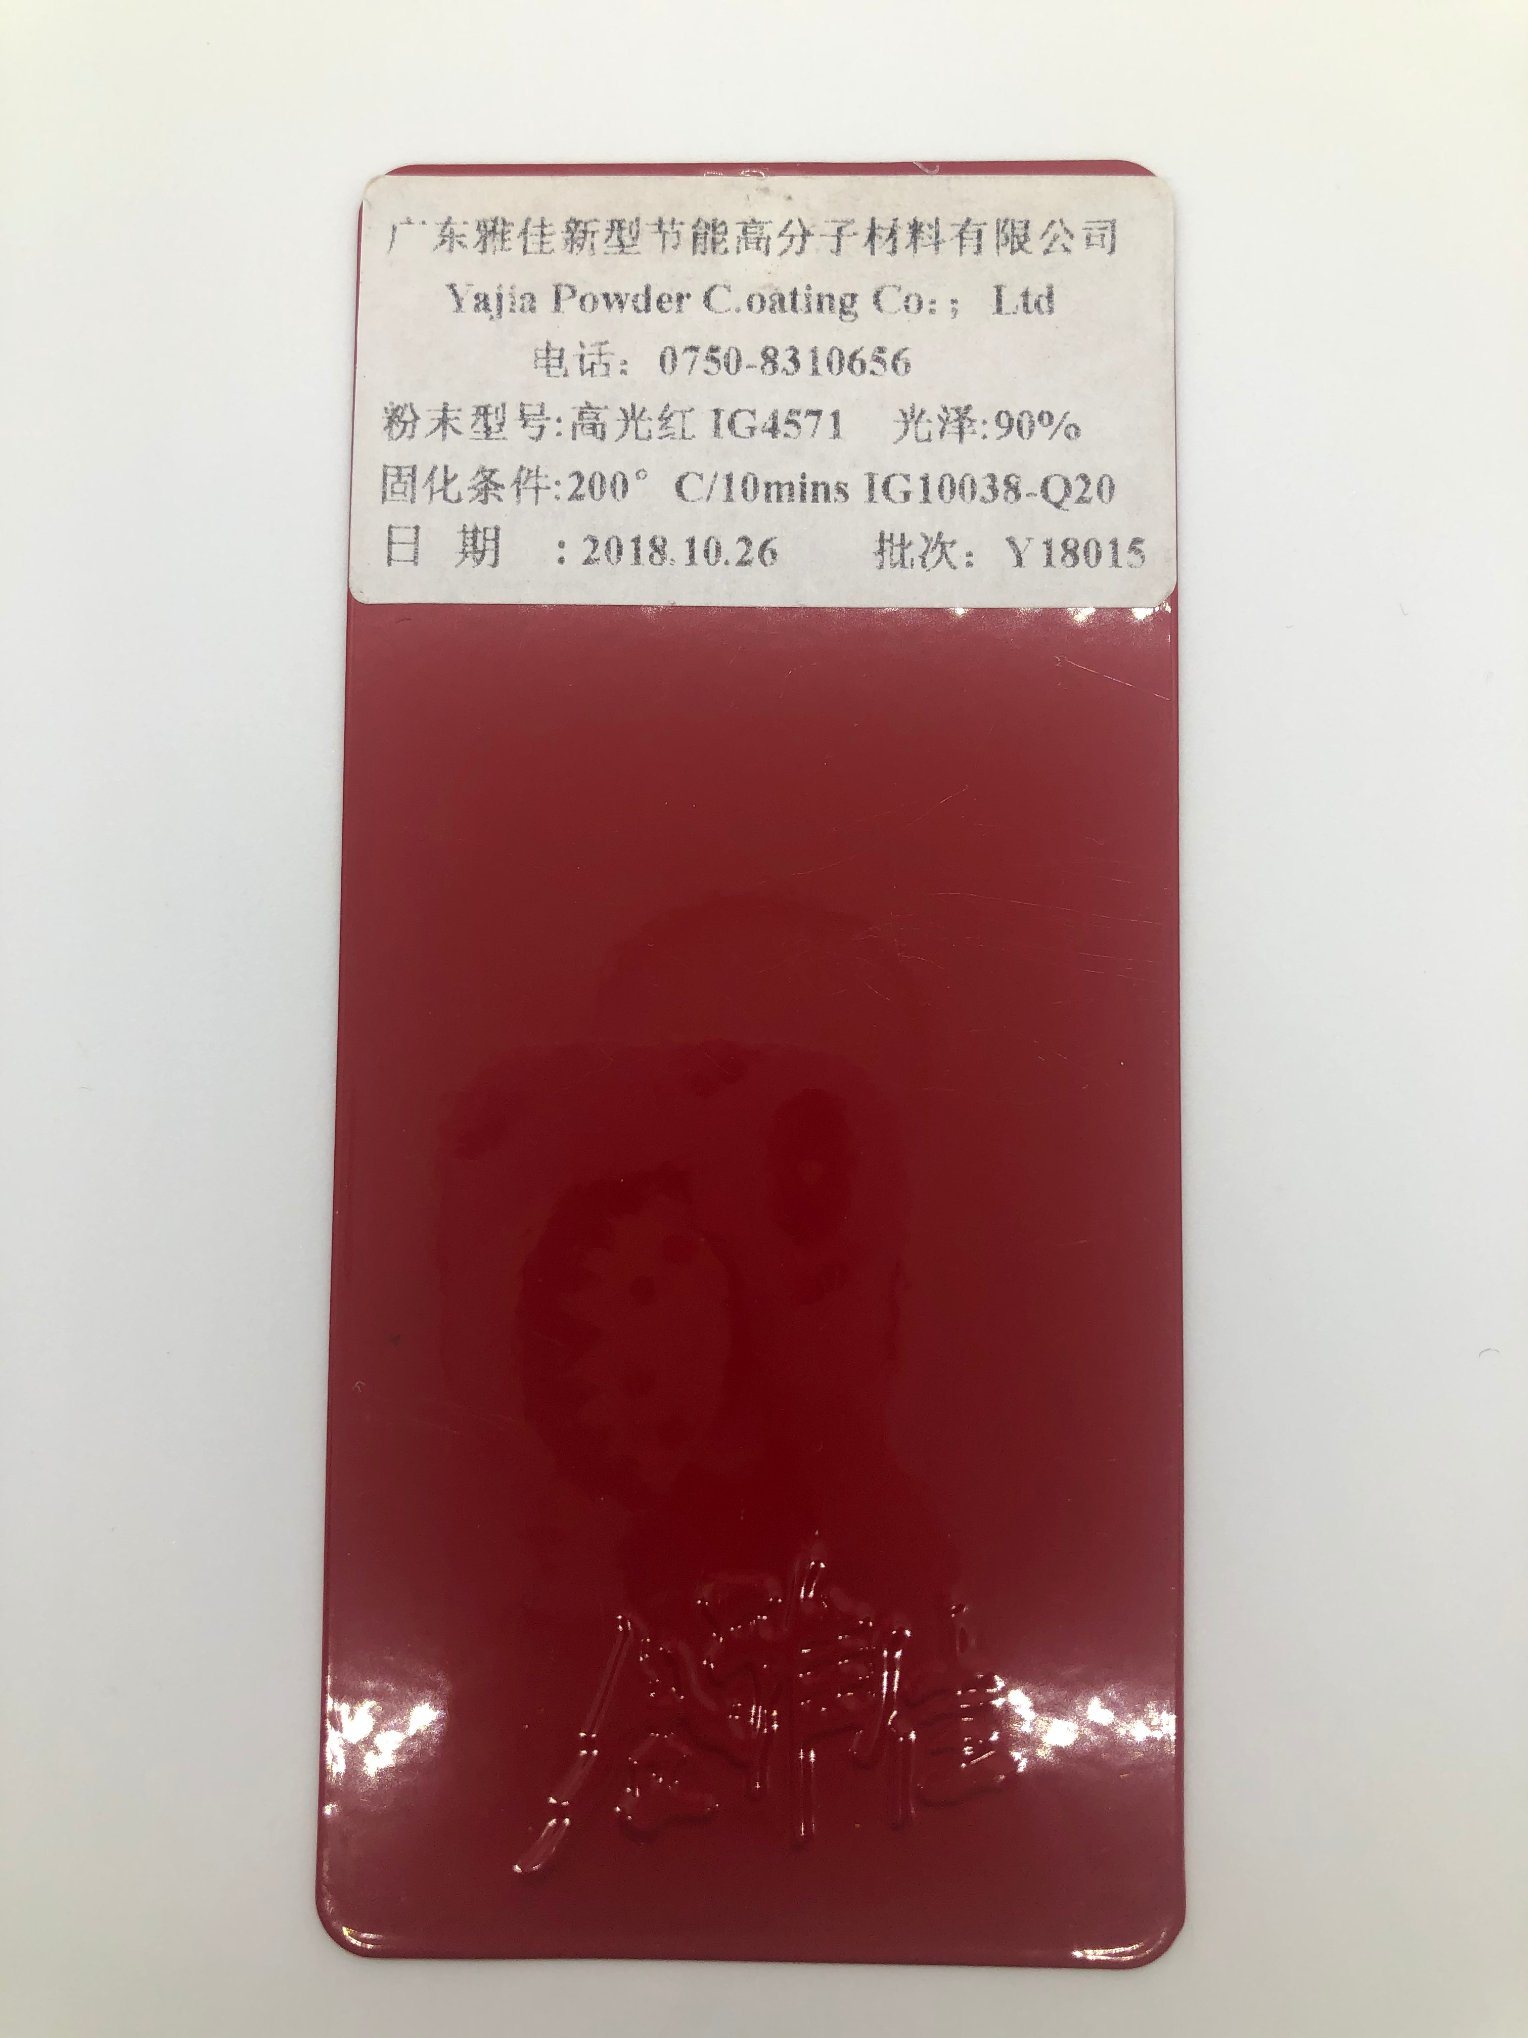 广东雅佳新型节能高分子材料有限公司
Yajia Powder C.oating Co:; Ltd
电话: 0750-8310656
粉末型号:高光红 IG4571 光泽:90%
固化条件:200°C/10mins IG10038-Q20
日 期 : 2018.10.26 批次: Y18015